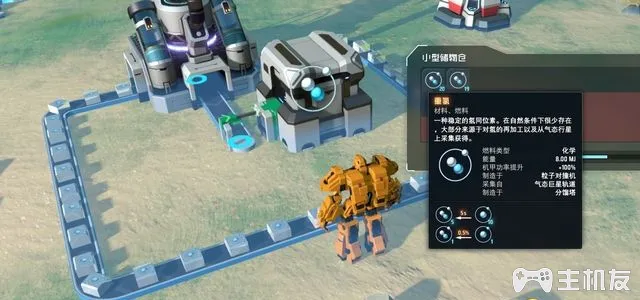 小型储物仓
20 19
重氢
材料、燃料
一种稳定的氢同位素。在自然条件下很少存在，
大部分来源于对氢的再加工以及从气态行星
上采集获得。
燃料类型 化学
能量 8.00 MJ
机甲功率提升 +100%
制造于 粒子对撞机
采集自 气态巨星轨道
制造于 分馏塔
5s
0.5%
主机友